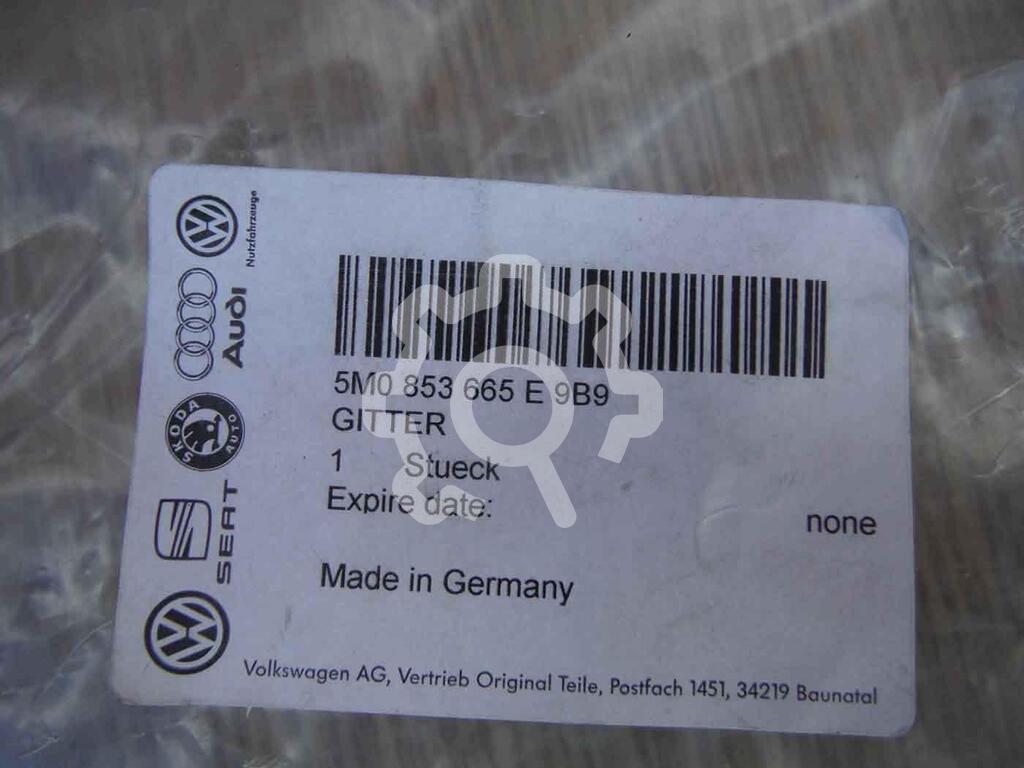 Nutzfahrzeuge
Audi
SKODA
AUTO
SEAT
5M0 853 665 E 9B9
GITTER
1 Stueck
Expire date: none
Made in Germany
Volkswagen AG, Vertrieb Original Teile, Postfach 1451, 34219 Baunatal